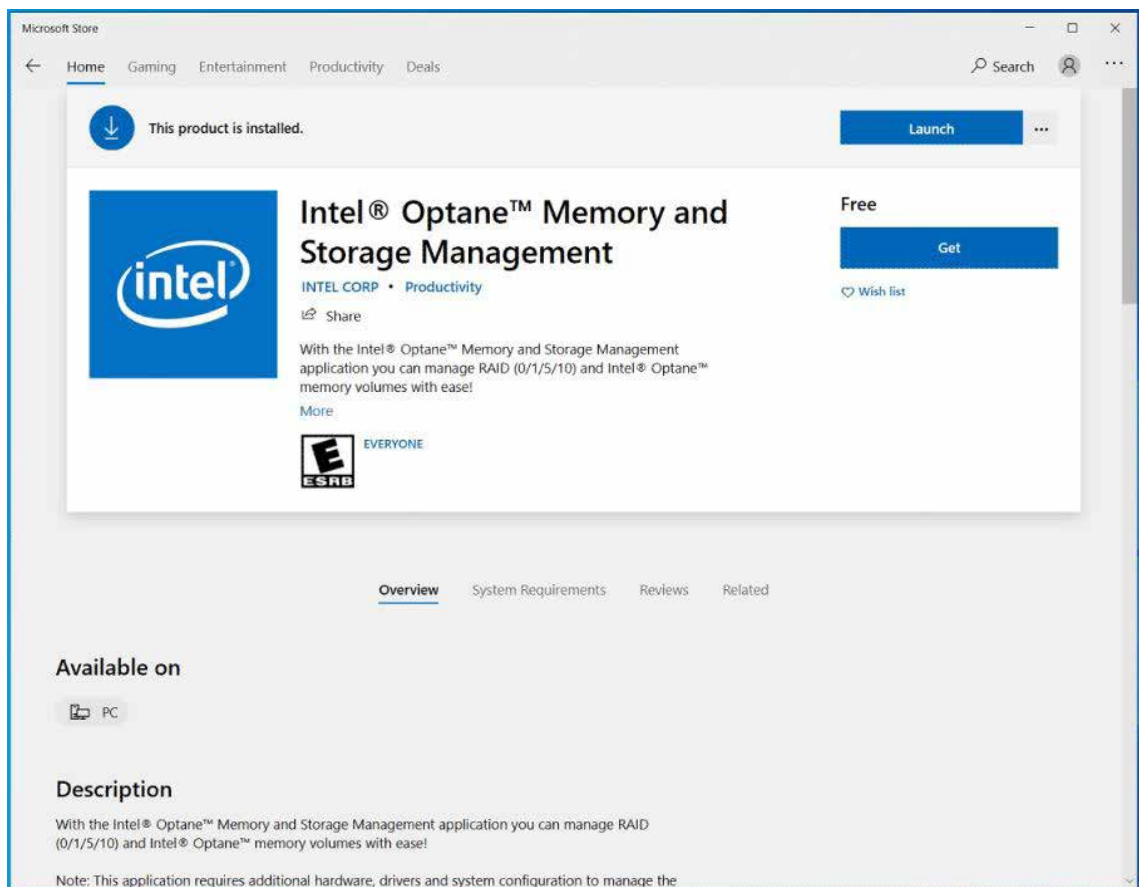 Microsoft Store
Home Gaming Entertainment Productivity Deals Search
This product is installed.
Launch
intel®
Intel® Optane™ Memory and
Storage Management
INTEL CORP • Productivity
Share
With the Intel® Optane™ Memory and Storage Management
application you can manage RAID (0/1/5/10) and Intel® Optane™
memory volumes with ease!
More
E
ESRB
EVERYONE
Free
Get
Wish list
Overview System Requirements Reviews Related
Available on
PC
Description
With the Intel® Optane™ Memory and Storage Management application you can manage RAID
(0/1/5/10) and Intel® Optane™ memory volumes with ease!
Note: This application requires additional hardware, drivers and system configuration to manage the